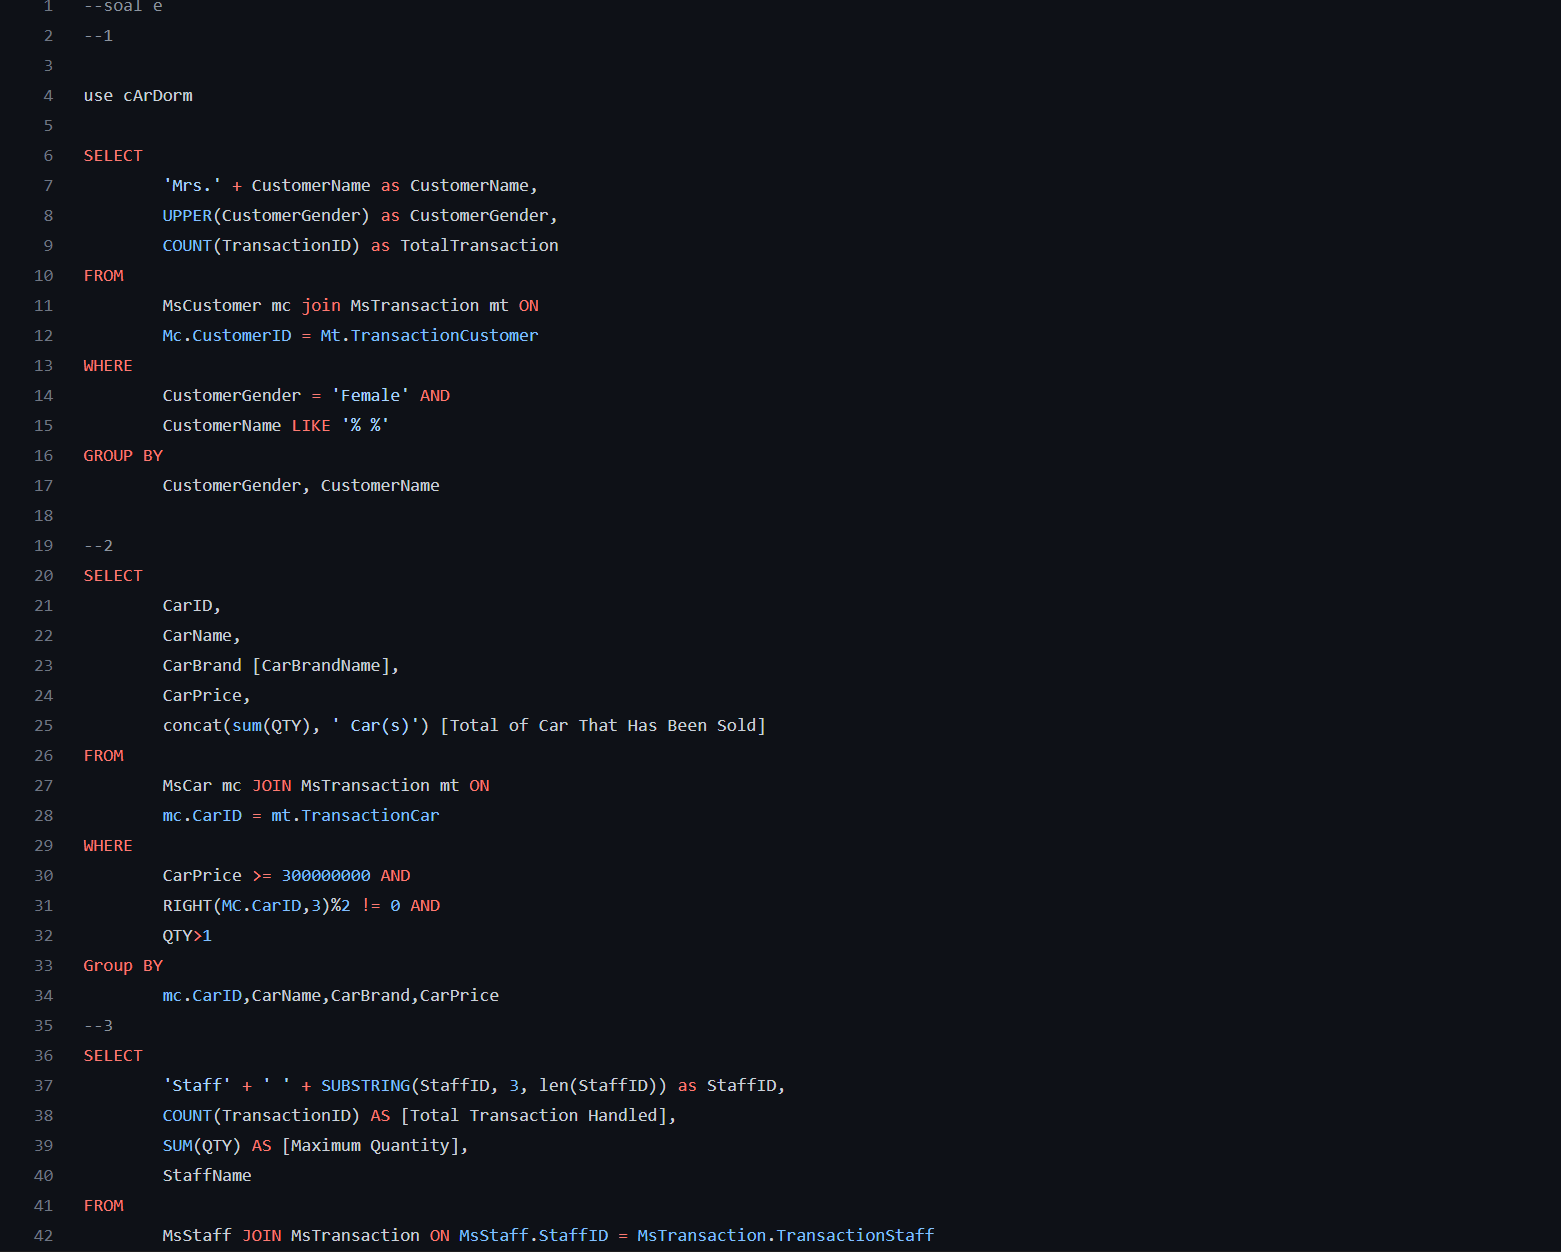 1 --soal e
2 --1
3
4 use cArDorm
5
6 SELECT
7 'Mrs.' + CustomerName as CustomerName,
8 UPPER(CustomerGender) as CustomerGender,
9 COUNT(TransactionID) as TotalTransaction
10 FROM
11 MsCustomer mc join MsTransaction mt ON
12 Mc.CustomerID = Mt.TransactionCustomer
13 WHERE
14 CustomerGender = 'Female' AND
15 CustomerName LIKE '% %'
16 GROUP BY
17 CustomerGender, CustomerName
18
19 --2
20 SELECT
21 CarID,
22 CarName,
23 CarBrand [CarBrandName],
24 CarPrice,
25 concat(sum(QTY), ' Car(s)') [Total of Car That Has Been Sold]
26 FROM
27 MsCar mc JOIN MsTransaction mt ON
28 mc.CarID = mt.TransactionCar
29 WHERE
30 CarPrice >= 300000000 AND
31 RIGHT(MC.CarID,3)%2 != 0 AND
32 QTY>1
33 Group BY
34 mc.CarID,CarName,CarBrand,CarPrice
35 --3
36 SELECT
37 'Staff' + ' ' + SUBSTRING(StaffID, 3, len(StaffID)) as StaffID,
38 COUNT(TransactionID) AS [Total Transaction Handled],
39 SUM(QTY) AS [Maximum Quantity],
40 StaffName
41 FROM
42 MsStaff JOIN MsTransaction ON MsStaff.StaffID = MsTransaction.TransactionStaff